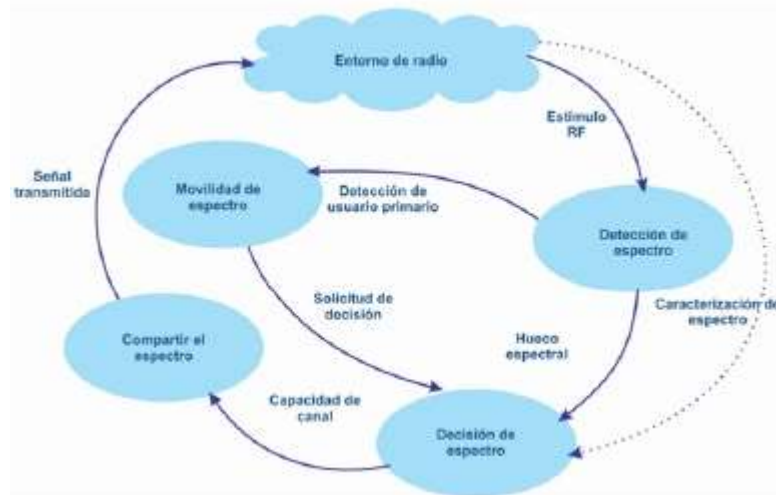 Entorno de radio
Estímulo
RF
Señal
transmitida
Movilidad de
espectro
Detección de
usuario primario
Detección de
espectro
Solicitud de
decisión
Caracterización de
espectro
Compartir el
espectro
Hueco
espectral
Capacidad de
canal
Decisión de
espectro